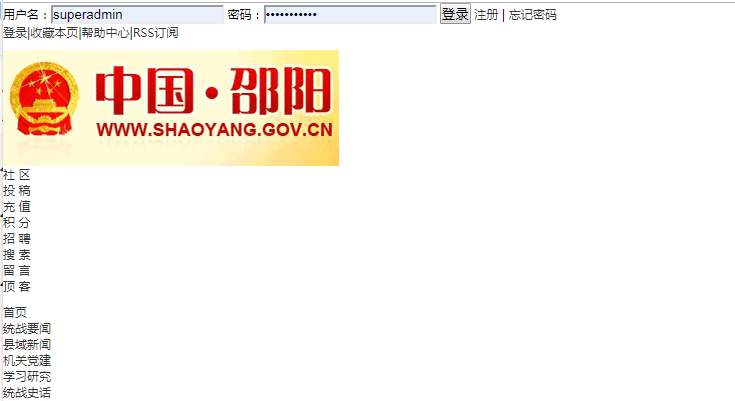 用户名：superadmin 密码：••••••••••• 登录 注册 | 忘记密码
登录|收藏本页|帮助中心|RSS订阅
中国·邵阳
WWW.SHAOYANG.GOV.CN
社 区
投 稿
充 值
积 分
招 聘
搜 索
留 言
顶 客
首页
统战要闻
县域新闻
机关党建
学习研究
统战史话